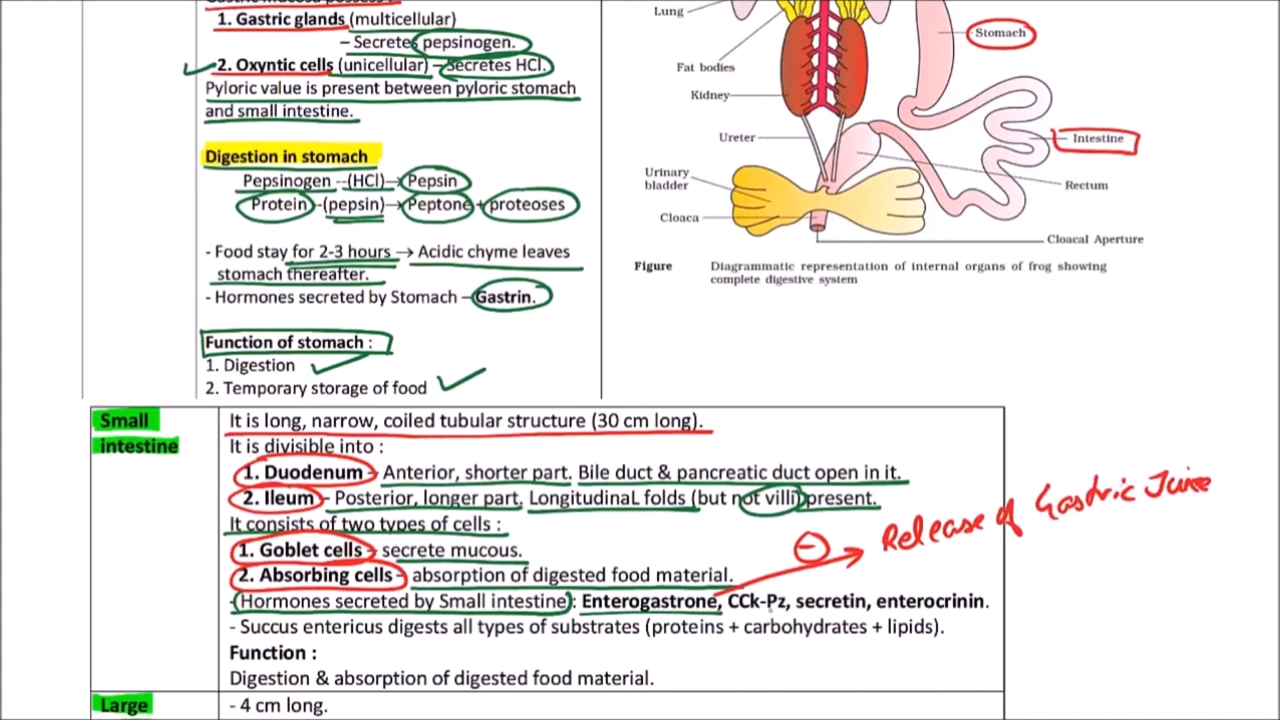 1. Gastric glands (multicellular)
– Secretes pepsinogen.
2. Oxyntic cells (unicellular) – Secretes HCl.
Pyloric value is present between pyloric stomach
and small intestine.
Digestion in stomach
Pepsinogen --(HCl)→ Pepsin
Protein -(pepsin)→ Peptone + proteoses
- Food stay for 2-3 hours → Acidic chyme leaves
stomach thereafter.
- Hormones secreted by Stomach – Gastrin.
Function of stomach :
1. Digestion
2. Temporary storage of food
Lung
Stomach
Fat bodies
Kidney
Ureter
Intestine
Urinary
bladder
Rectum
Cloaca
Cloacal Aperture
Figure Diagrammatic representation of internal organs of frog showing
complete digestive system
Small
intestine
It is long, narrow, coiled tubular structure (30 cm long).
It is divisible into :
1. Duodenum - Anterior, shorter part. Bile duct & pancreatic duct open in it.
2. Ileum - Posterior, longer part. Longitudinal folds (but not villi) present.
It consists of two types of cells :
1. Goblet cells - secrete mucous.
2. Absorbing cells - absorption of digested food material.
(Hormones secreted by Small intestine): Enterogastrone, CCk-Pz, secretin, enterocrinin.
- Succus entericus digests all types of substrates (proteins + carbohydrates + lipids).
Function :
Digestion & absorption of digested food material.
Release of Gastric Juice
Large
- 4 cm long.